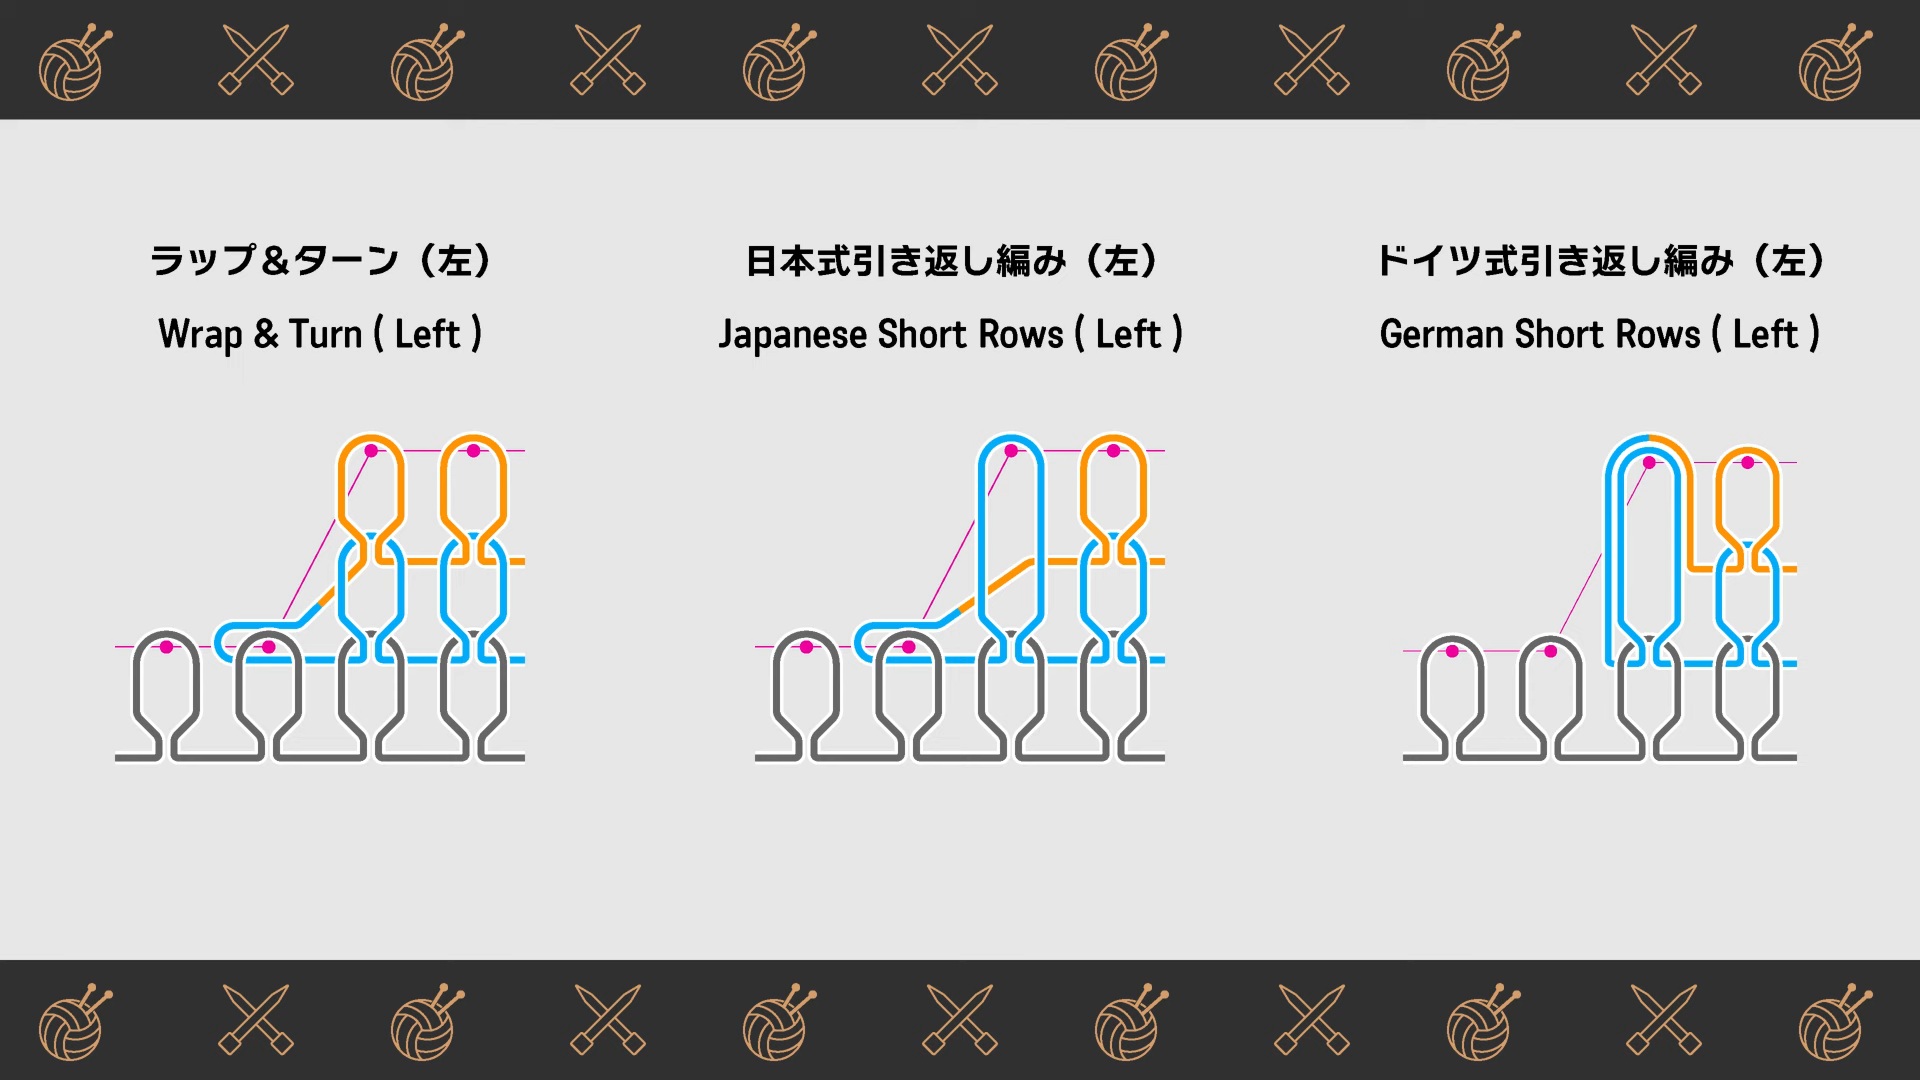 ラップ＆ターン（左）
Wrap & Turn ( Left )
日本式引き返し編み（左）
Japanese Short Rows ( Left )
ドイツ式引き返し編み（左）
German Short Rows ( Left )